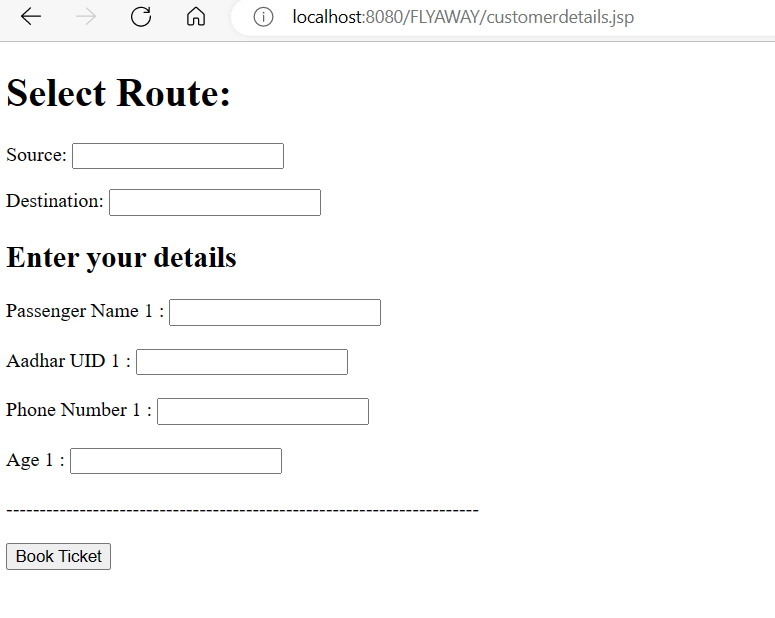 localhost:8080/FLYAWAY/customerdetails.jsp
Select Route:
Source:
Destination:
Enter your details
Passenger Name 1 :
Aadhar UID 1 :
Phone Number 1 :
Age 1 :
-----------------------------------------------------------------------
Book Ticket